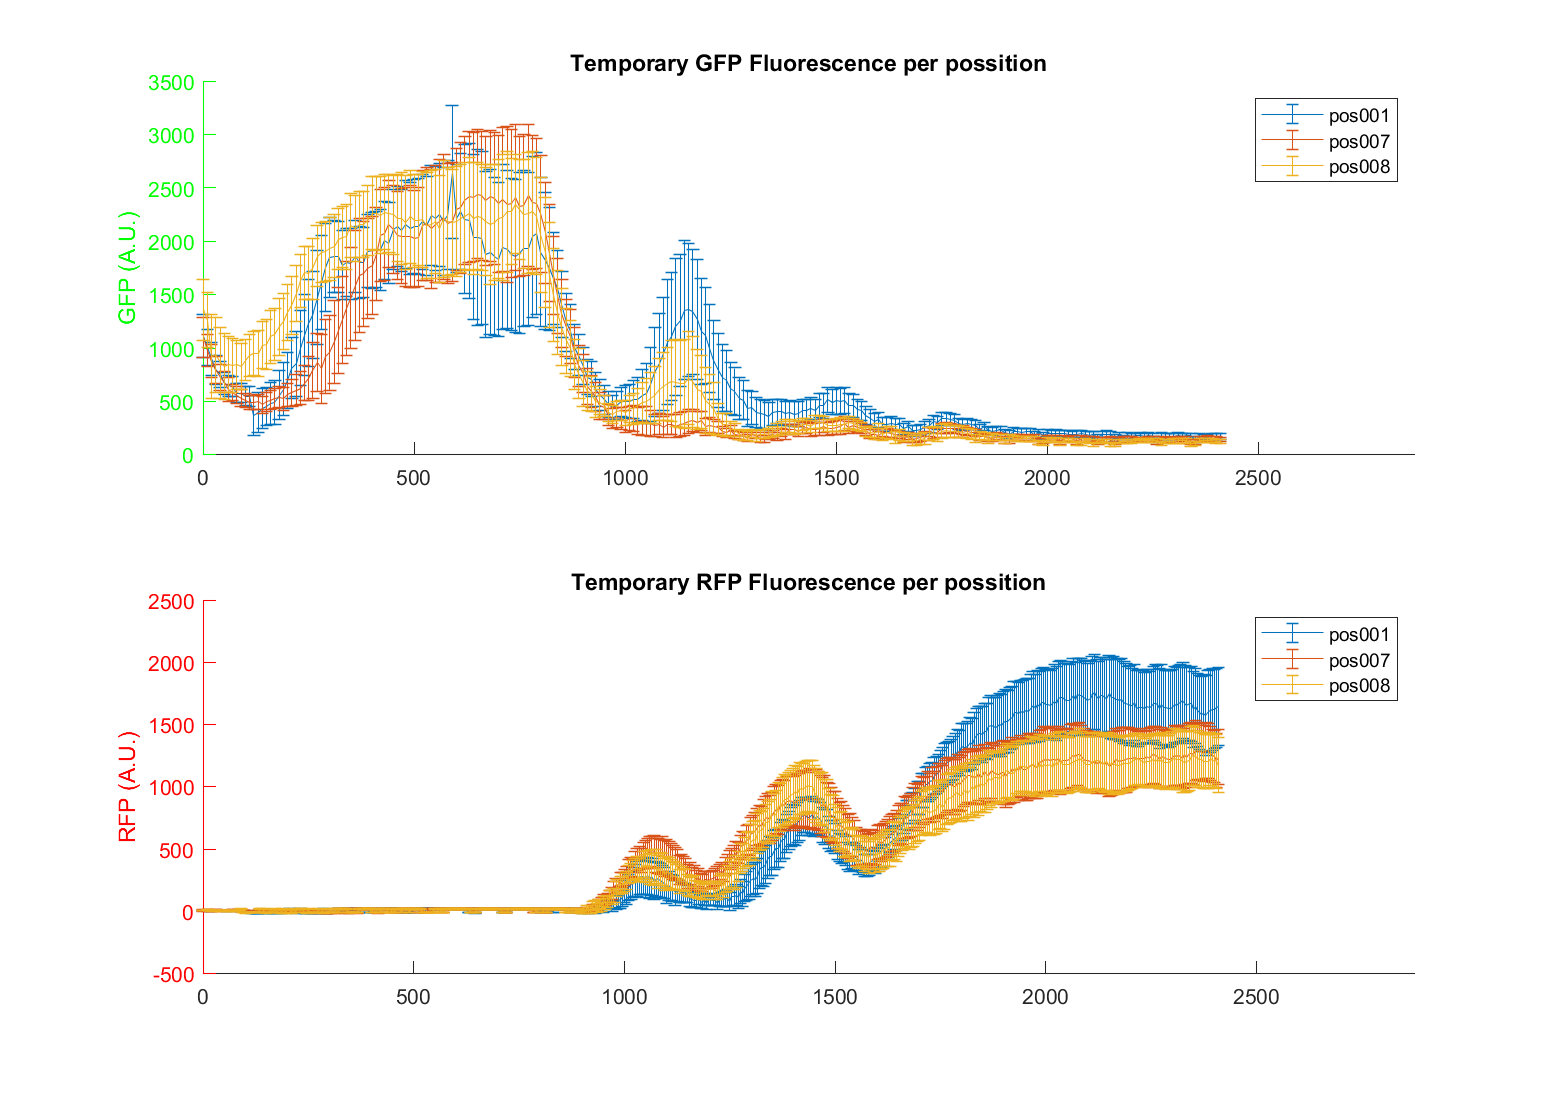 Temporary GFP Fluorescence per possition
GFP (A.U.)
3500
3000
2500
2000
1500
1000
500
0
0 500 1000 1500 2000 2500
pos001
pos007
pos008
Temporary RFP Fluorescence per possition
RFP (A.U.)
2500
2000
1500
1000
500
0
-500
0 500 1000 1500 2000 2500
pos001
pos007
pos008